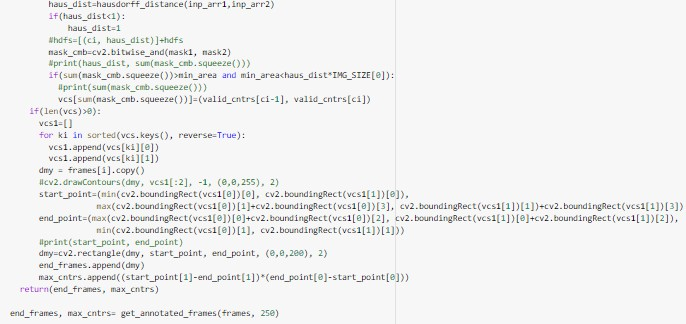 haus_dist=hausdorff_distance(inp_arr1,inp_arr2)
if(haus_dist<1):
haus_dist=1
#hdfs=[(ci, haus_dist)]+hdfs
mask_cmb=cv2.bitwise_and(mask1, mask2)
#print(haus_dist, sum(mask_cmb.squeeze()))
if(sum(mask_cmb.squeeze())>min_area and min_area<haus_dist*IMG_SIZE[0]):
#print(sum(mask_cmb.squeeze()))
vcs[sum(mask_cmb.squeeze())]=(valid_cntrs[ci-1], valid_cntrs[ci])
if(len(vcs)>0):
vcs1=[]
for ki in sorted(vcs.keys(), reverse=True):
vcs1.append(vcs[ki][0])
vcs1.append(vcs[ki][1])
dmy = frames[i].copy()
#cv2.drawContours(dmy, vcs1[:2], -1, (0,0,255), 2)
start_point=(min(cv2.boundingRect(vcs1[0])[0], cv2.boundingRect(vcs1[1])[0]),
max(cv2.boundingRect(vcs1[0])[1]+cv2.boundingRect(vcs1[0])[3], cv2.boundingRect(vcs1[1])[1])+cv2.boundingRect(vcs1[1])[3])
end_point=(max(cv2.boundingRect(vcs1[0])[0]+cv2.boundingRect(vcs1[0])[2], cv2.boundingRect(vcs1[1])[0]+cv2.boundingRect(vcs1[1])[2]),
min(cv2.boundingRect(vcs1[0])[1], cv2.boundingRect(vcs1[1])[1]))
#print(start_point, end_point)
dmy=cv2.rectangle(dmy, start_point, end_point, (0,0,200), 2)
end_frames.append(dmy)
max_cntrs.append((start_point[1]-end_point[1])*(end_point[0]-start_point[0]))
return(end_frames, max_cntrs)
end_frames, max_cntrs= get_annotated_frames(frames, 250)